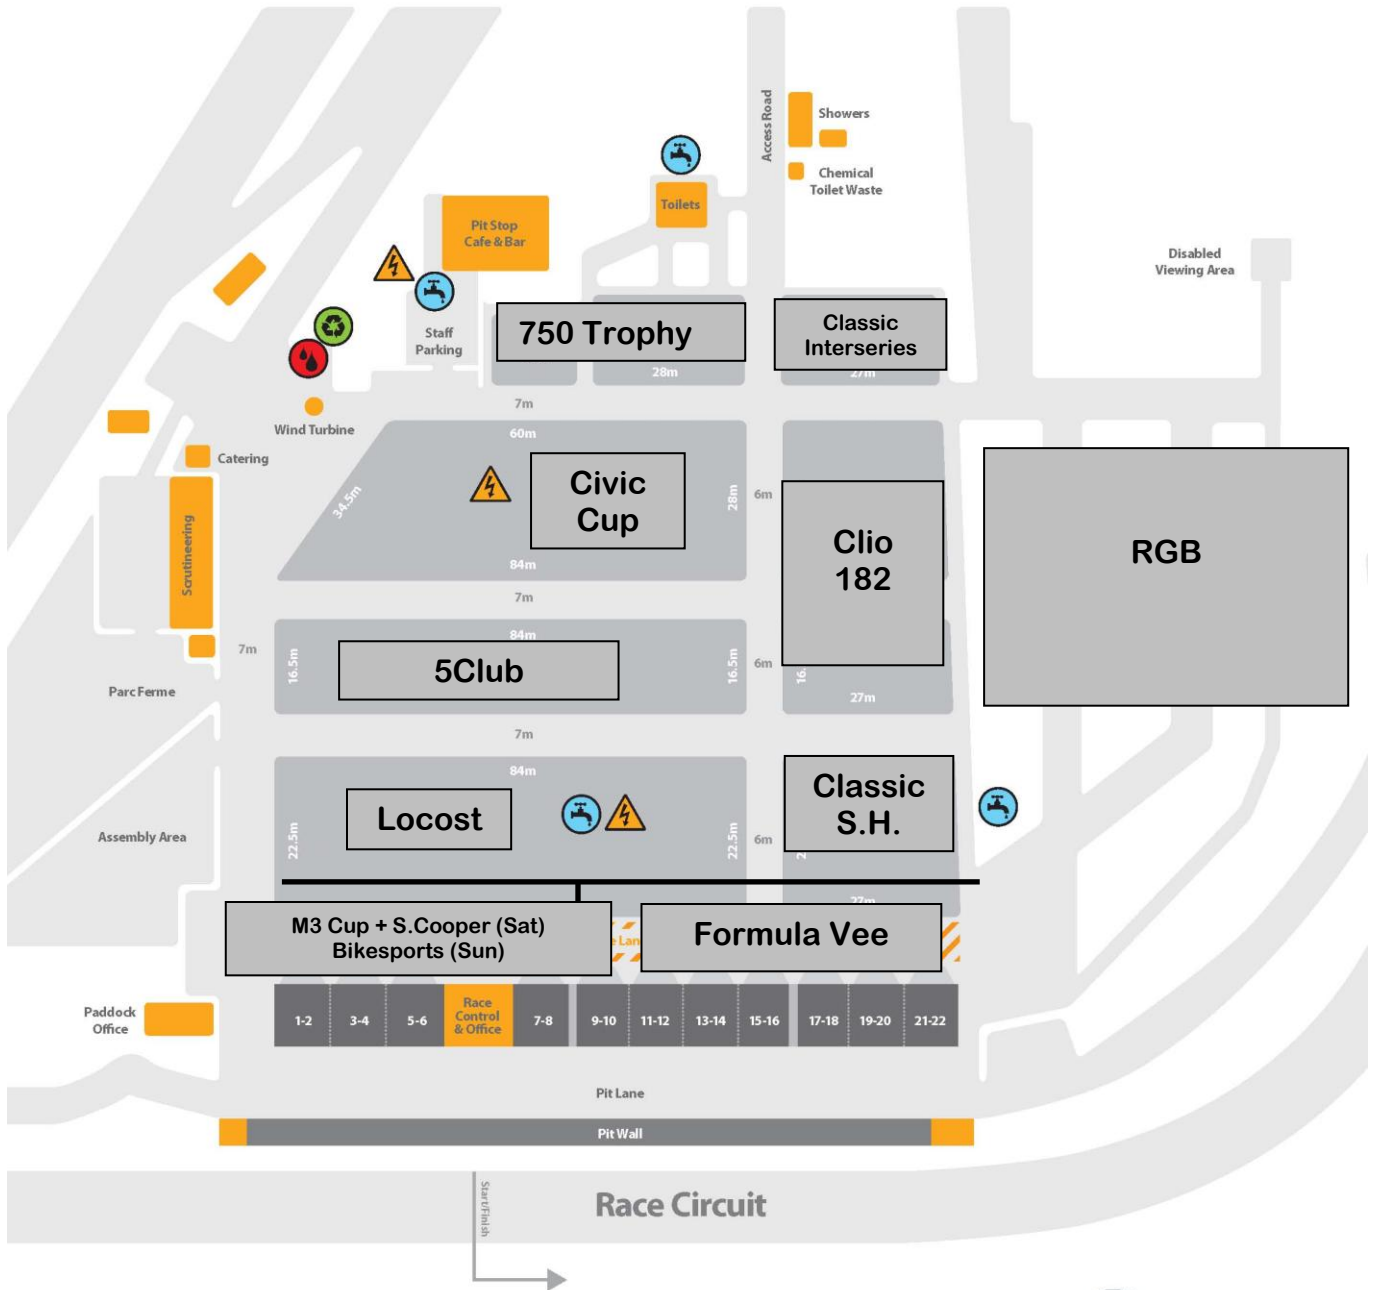 Access Road
Showers
Chemical
Toilet Waste
Toilets
Pit Stop
Cafe & Bar
Disabled
Viewing Area
Staff
Parking
750 Trophy
28m
Classic
Interseries
27m
7m
Wind Turbine
60m
Catering
34.5m
Civic
Cup
28m
6m
84m
Scrutineering
Clio
182
RGB
7m
84m
7m
16.5m
5Club
16.5m
6m
16.
27m
Parc Ferme
7m
84m
Locost
22.5m
22.5m
6m
Classic
S.H.
Assembly Area
27m
M3 Cup + S.Cooper (Sat)
Bikesports (Sun)
e Lan
Formula Vee
Paddock
Office
1-2
3-4
5-6
Race
Control
& Office
7-8
9-10
11-12
13-14
15-16
17-18
19-20
21-22
Pit Lane
Pit Wall
Start/Finish
Race Circuit